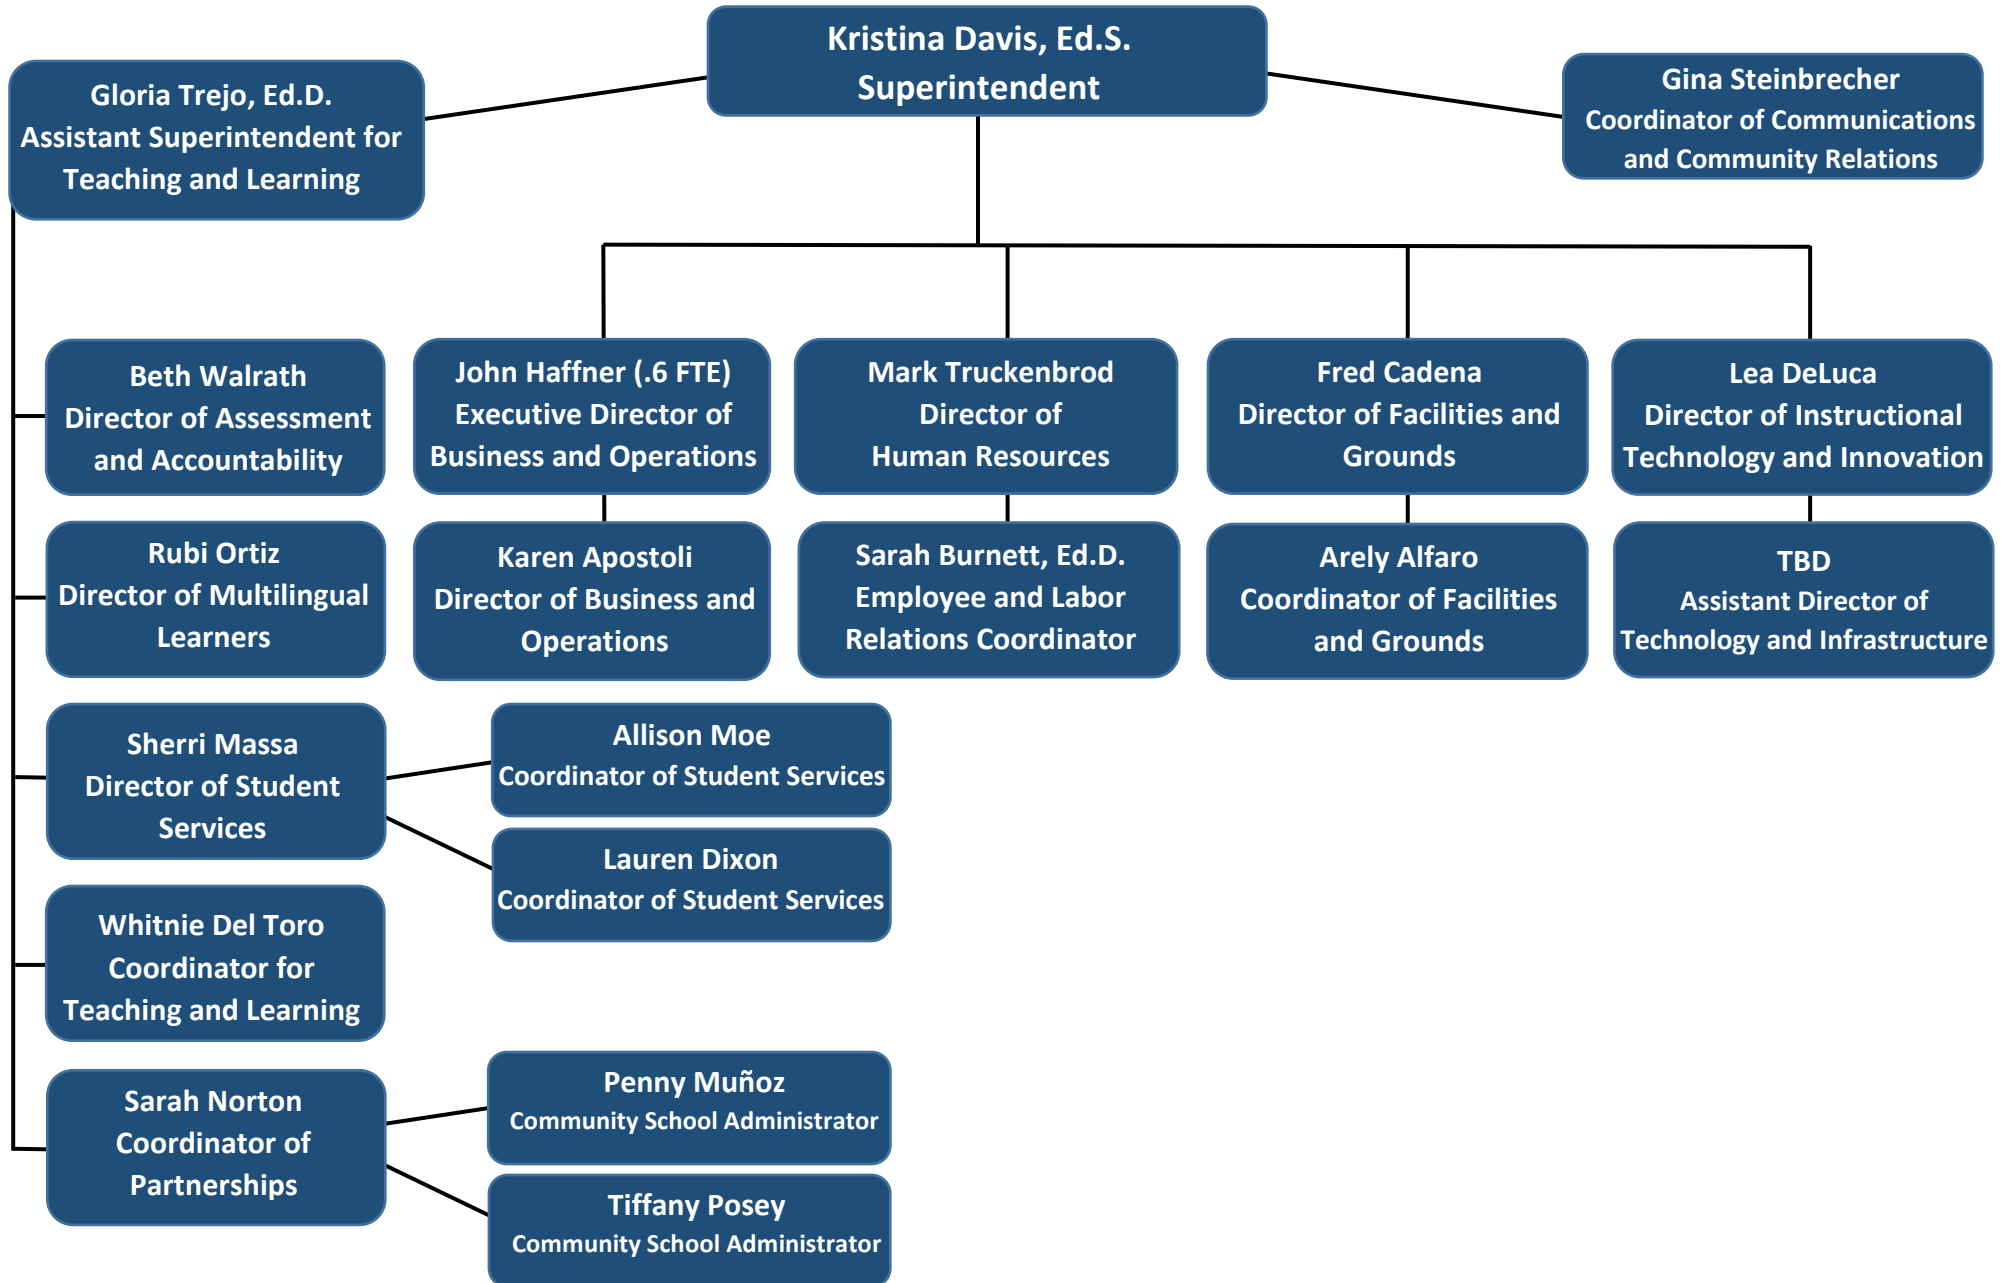 Kristina Davis, Ed.S.
Superintendent
Gloria Trejo, Ed.D.
Assistant Superintendent for
Teaching and Learning
Gina Steinbrecher
Coordinator of Communications
and Community Relations
Beth Walrath
Director of Assessment
and Accountability
John Haffner (.6 FTE)
Executive Director of
Business and Operations
Mark Truckenbrod
Director of
Human Resources
Fred Cadena
Director of Facilities and
Grounds
Lea DeLuca
Director of Instructional
Technology and Innovation
Rubi Ortiz
Director of Multilingual
Learners
Karen Apostoli
Director of Business and
Operations
Sarah Burnett, Ed.D.
Employee and Labor
Relations Coordinator
Arely Alfaro
Coordinator of Facilities
and Grounds
TBD
Assistant Director of
Technology and Infrastructure
Sherri Massa
Director of Student
Services
Allison Moe
Coordinator of Student Services
Lauren Dixon
Coordinator of Student Services
Whitnie Del Toro
Coordinator for
Teaching and Learning
Sarah Norton
Coordinator of
Partnerships
Penny Muñoz
Community School Administrator
Tiffany Posey
Community School Administrator